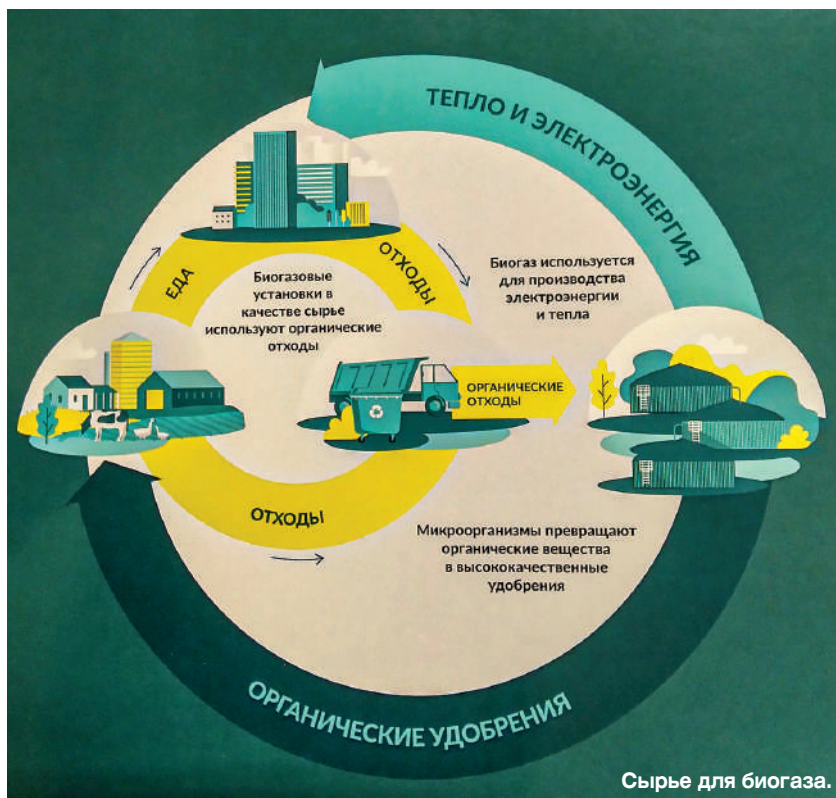 ТЕПЛО И ЭЛЕКТРОЭНЕРГИЯ
ЕДА
ОТХОДЫ
Биогазовые
установки в
качестве сырье
используют органические
отходы
Биогаз используется
для производства
электроэнергии
и тепла
ОРГАНИЧЕСКИЕ
ОТХОДЫ
ОТХОДЫ
Микроорганизмы превращают
органические вещества
в высококачественные
удобрения
ОРГАНИЧЕСКИЕ УДОБРЕНИЯ
Сырье для биогаза.